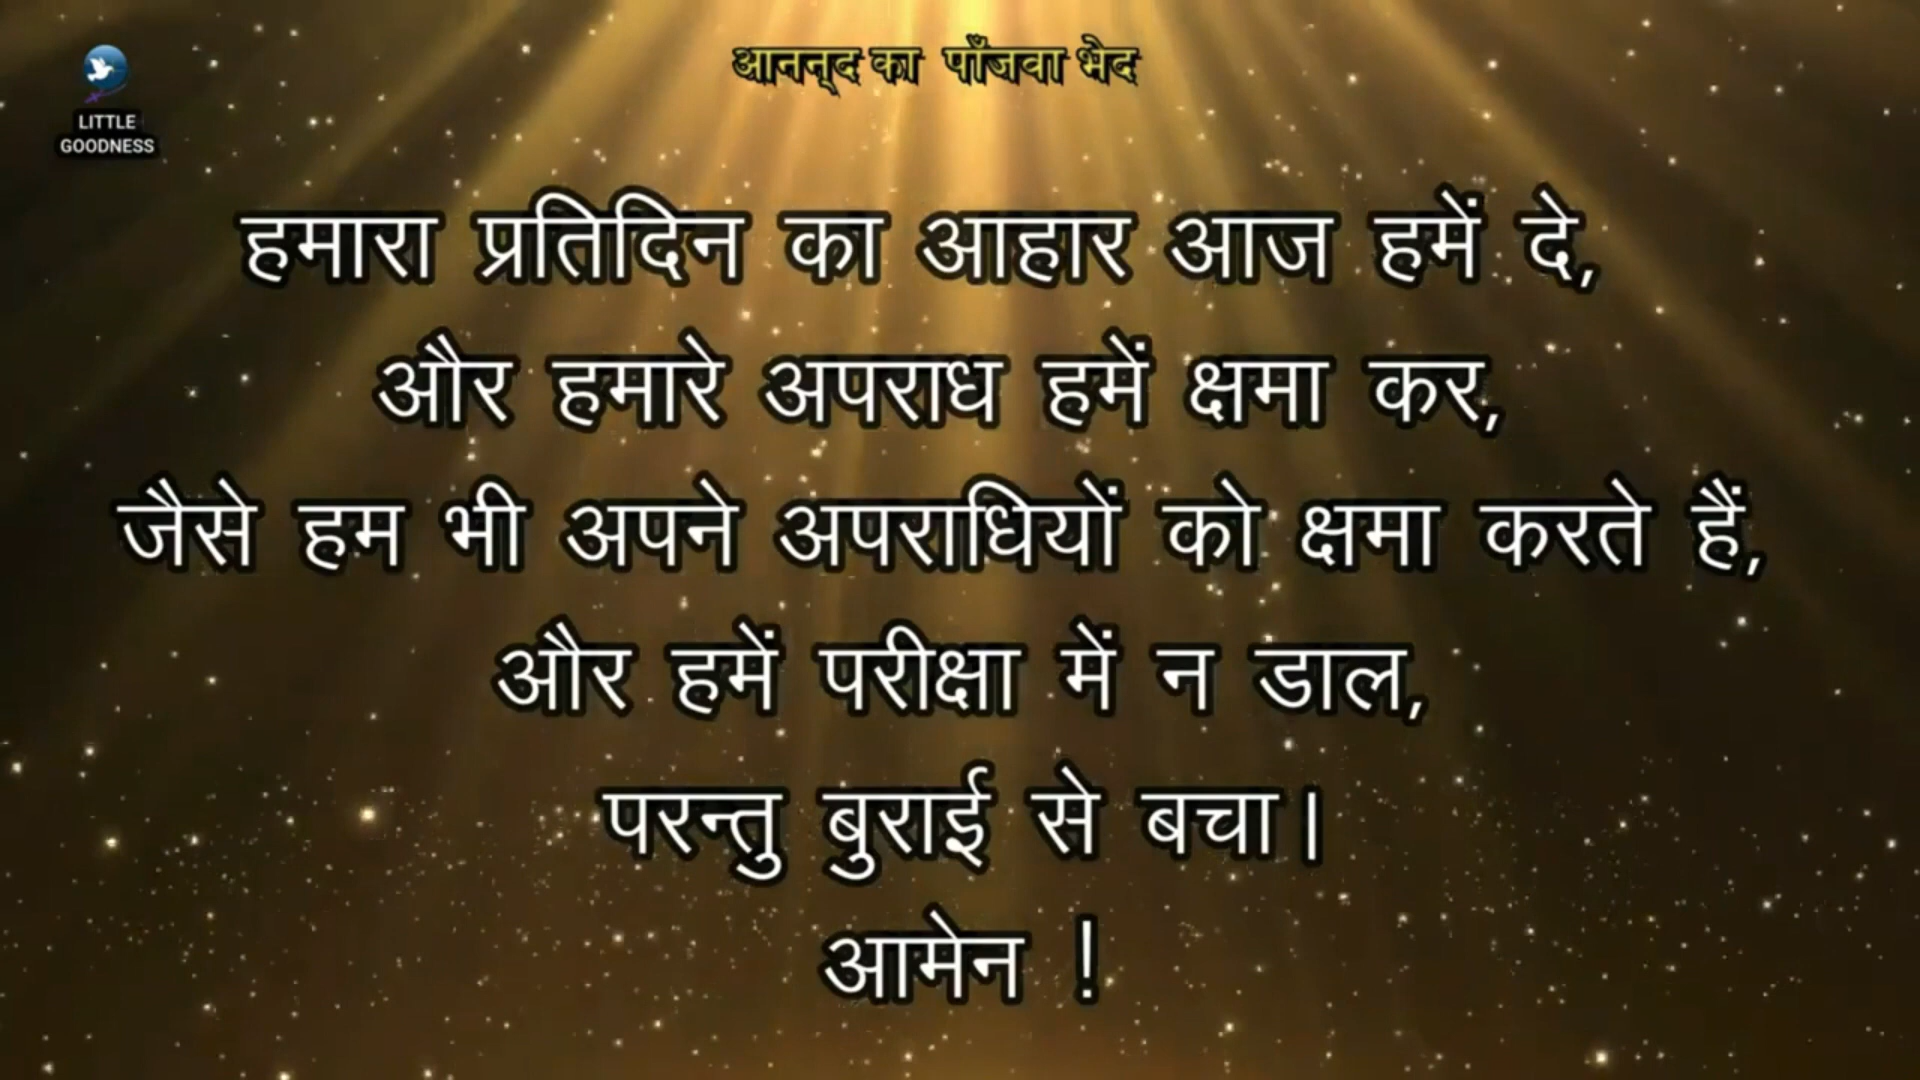 आनन्द का पाँजवा भेद
LITTLE
GOODNESS
हमारा प्रतिदिन का आहार आज हमें दे,
और हमारे अपराध हमें क्षमा कर,
जैसे हम भी अपने अपराधियों को क्षमा करते हैं,
और हमें परीक्षा में न डाल,
परन्तु बुराई से बचा।
आमेन !